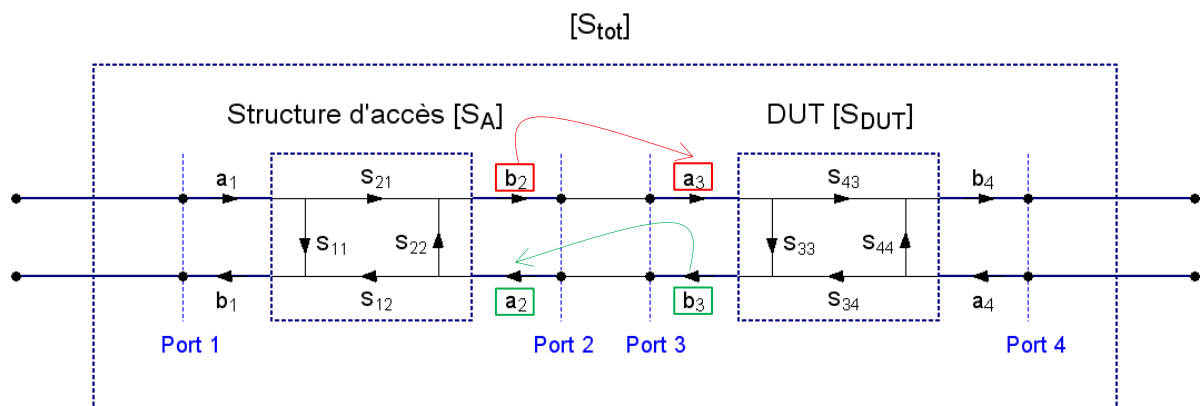 [Stot]
Structure d'accès [SA]
DUT [SDUT]
a1
s21
b2
a3
s43
b4
s11
s22
s33
s44
b1
s12
a2
b3
s34
a4
Port 1
Port 2
Port 3
Port 4